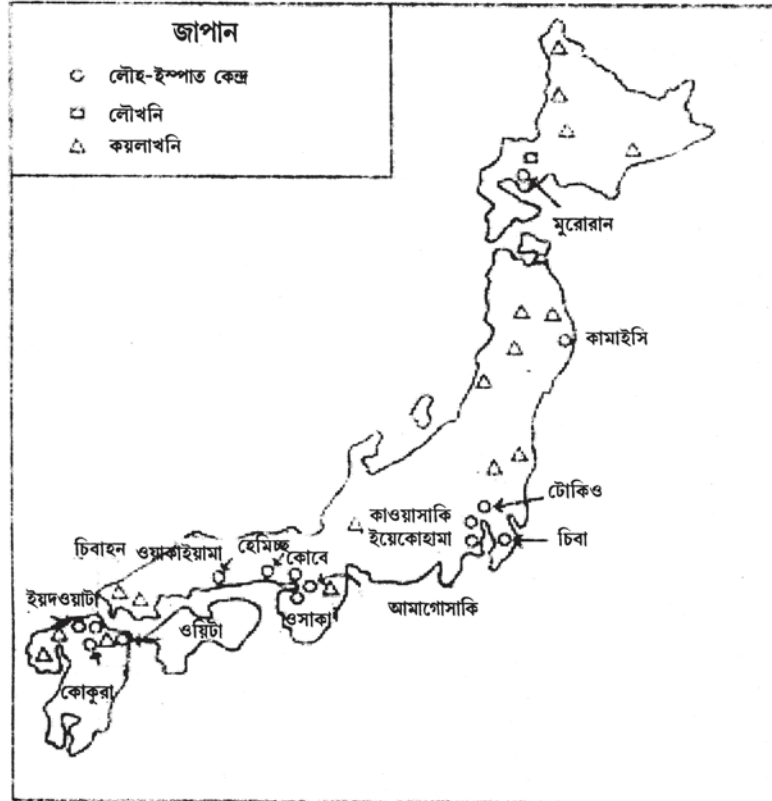 জাপান
লৌহ-ইস্পাত কেন্দ্র
লৌখনি
কয়লাখনি
মুরোরান
কামাইসি
টোকিও
কাওয়াসাকি
ইয়েকোহামা
চিবা
চিবাহন
ওয়াকাইয়ামা
হেমিচ্ছ
কোবে
আমাগোসাকি
ইয়দওয়াটা
ওসাকা
ওয়িটা
কোকুরা